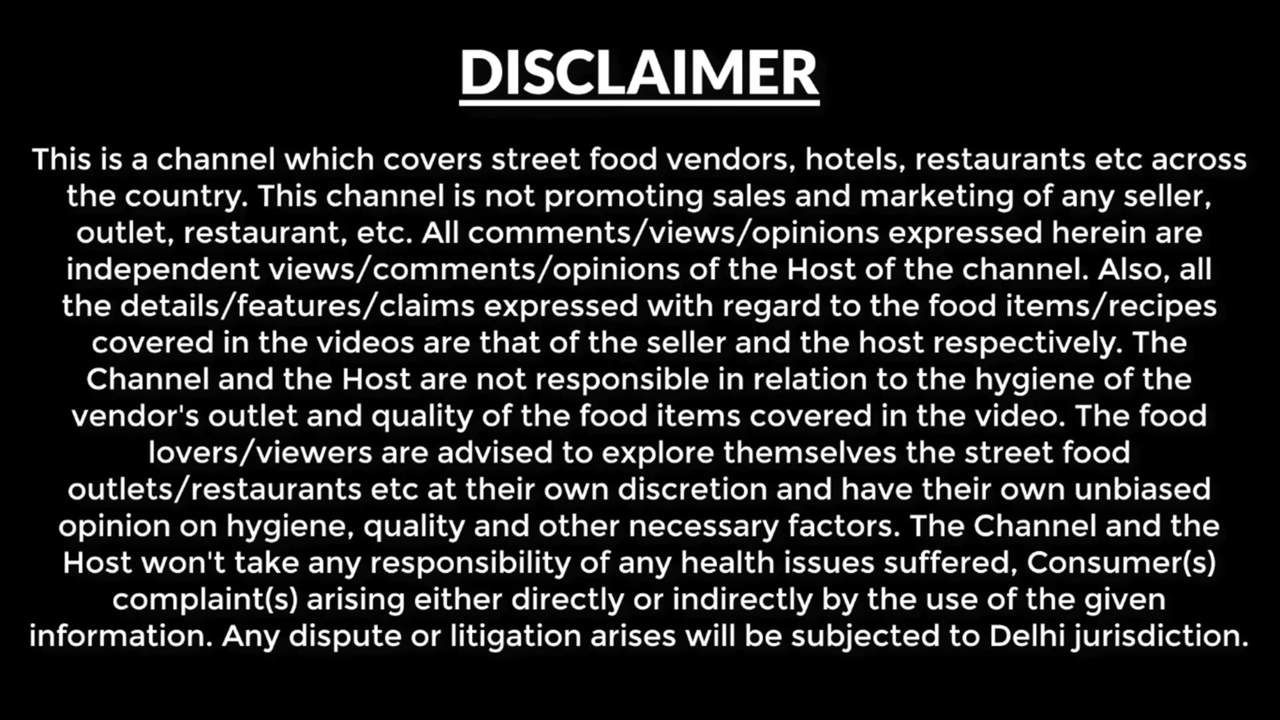 DISCLAIMER
This is a channel which covers street food vendors, hotels, restaurants etc across
the country. This channel is not promoting sales and marketing of any seller,
outlet, restaurant, etc. All comments/views/opinions expressed herein are
independent views/comments/opinions of the Host of the channel. Also, all
the details/features/claims expressed with regard to the food items/recipes
covered in the videos are that of the seller and the host respectively. The
Channel and the Host are not responsible in relation to the hygiene of the
vendor's outlet and quality of the food items covered in the video. The food
lovers/viewers are advised to explore themselves the street food
outlets/restaurants etc at their own discretion and have their own unbiased
opinion on hygiene, quality and other necessary factors. The Channel and the
Host won't take any responsibility of any health issues suffered, Consumer(s)
complaint(s) arising either directly or indirectly by the use of the given
information. Any dispute or litigation arises will be subjected to Delhi jurisdiction.